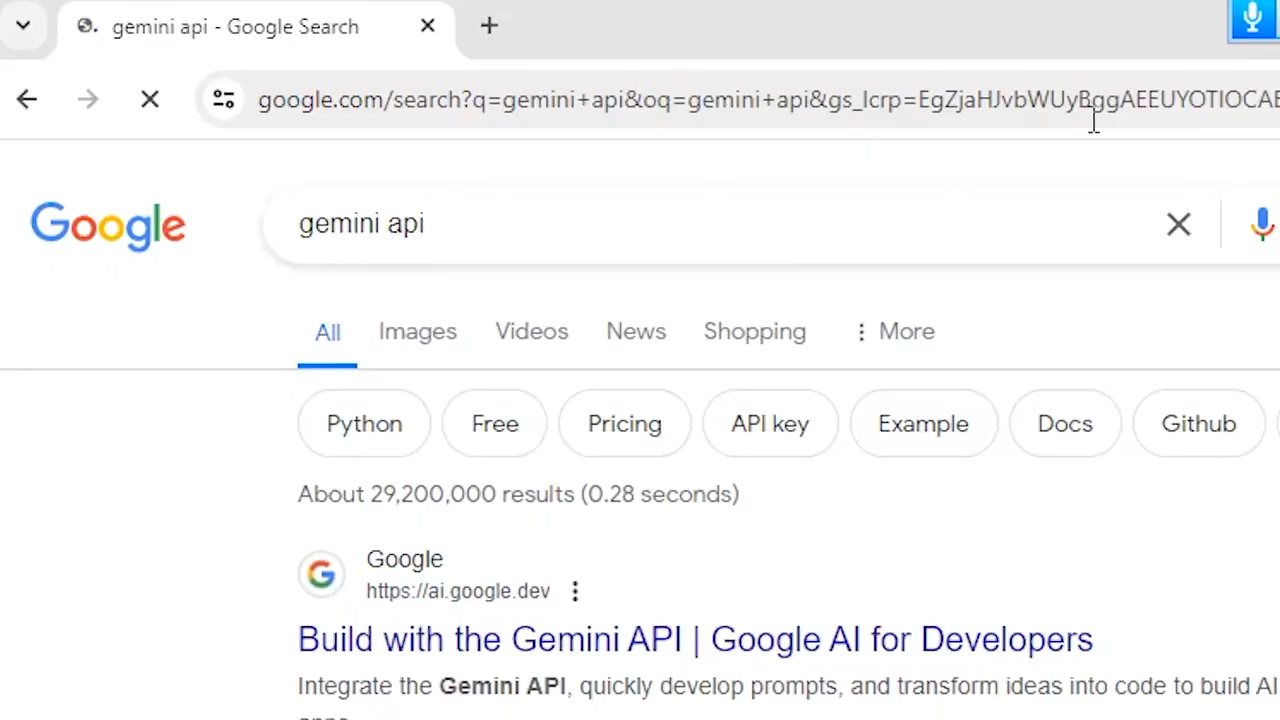 gemini api - Google Search
google.com/search?q=gemini+api&oq=gemini+api&gs_lcrp=EgZjaHJvbWUyBggAEEUYOTIOCAE
Google
gemini api
All Images Videos News Shopping More
Python Free Pricing API key Example Docs Github
About 29,200,000 results (0.28 seconds)
Google
https://ai.google.dev
Build with the Gemini API | Google AI for Developers
Integrate the Gemini API, quickly develop prompts, and transform ideas into code to build AI